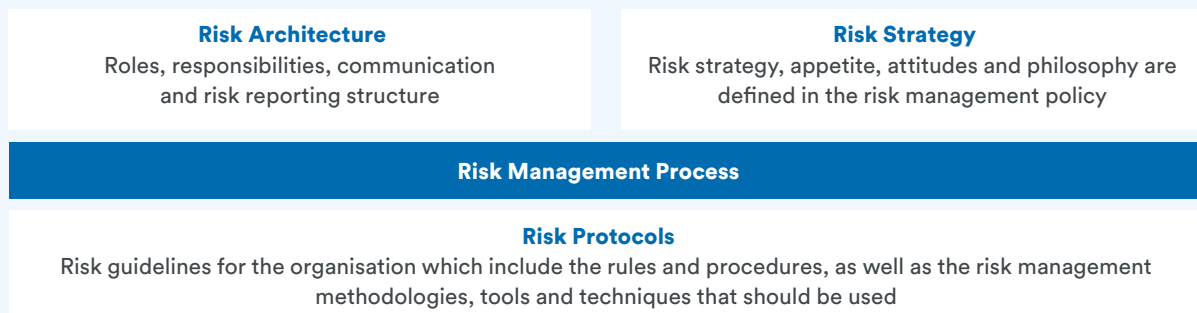 Risk Architecture
Roles, responsibilities, communication
and risk reporting structure
Risk Strategy
Risk strategy, appetite, attitudes and philosophy are
defined in the risk management policy
Risk Management Process
Risk Protocols
Risk guidelines for the organisation which include the rules and procedures, as well as the risk management
methodologies, tools and techniques that should be used